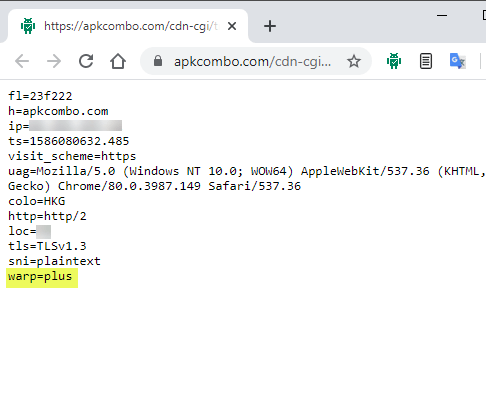 https://apkcombo.com/cdn-cgi/t
apkcombo.com/cdn-cgi...
fl=23f222
h=apkcombo.com
ip=
ts=1586080632.485
visit_scheme=https
uag=Mozilla/5.0 (Windows NT 10.0; WOW64) AppleWebKit/537.36 (KHTML,
Gecko) Chrome/80.0.3987.149 Safari/537.36
colo=HKG
http=http/2
loc=
tls=TLSv1.3
sni=plaintext
warp=plus